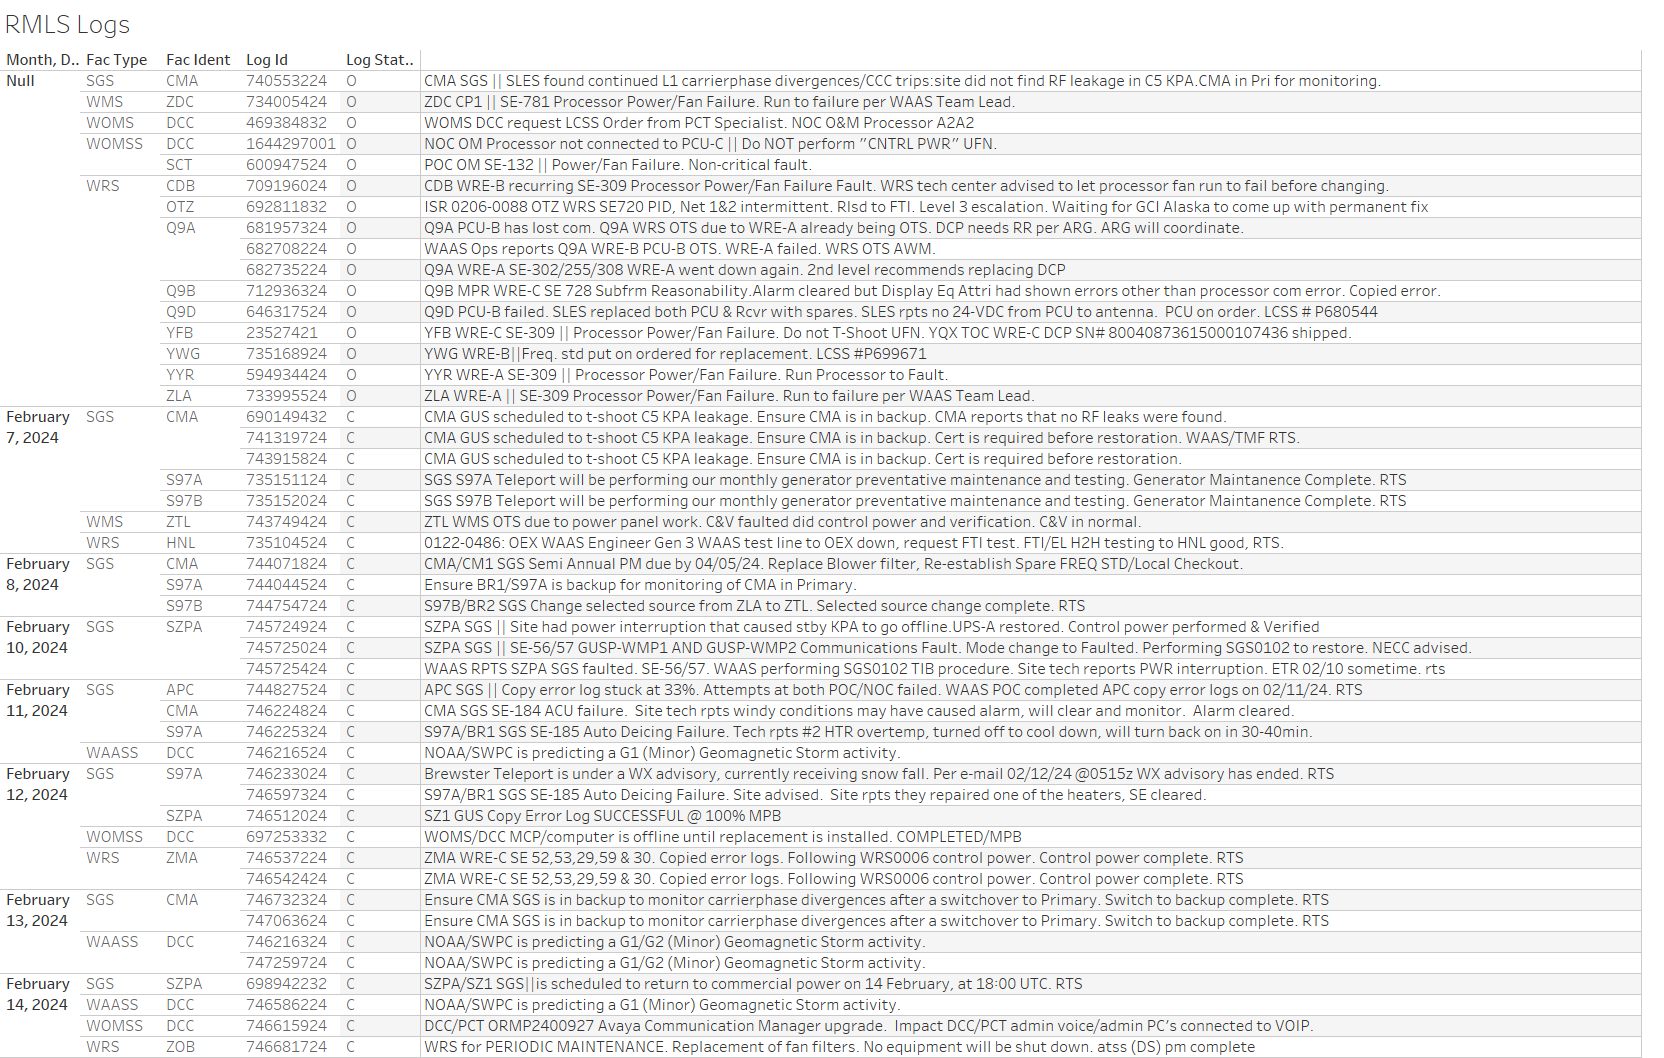 RMLS Logs
Month, D.. Fac Type Fac Ident Log Id Log Stat..
Null SGS CMA 740553224 O CMA SGS || SLES found continued L1 carrierphase divergences/CCC trips:site did not find RF leakage in C5 KPA.CMA in Pri for monitoring.
WMS ZDC 734005424 O ZDC CP1 || SE-781 Processor Power/Fan Failure. Run to failure per WAAS Team Lead.
WOMS DCC 469384832 O WOMS DCC request LCSS Order from PCT Specialist. NOC O&M Processor A2A2
WOMSS DCC 1644297001 O NOC OM Processor not connected to PCU-C || Do NOT perform "CNTRL PWR" UFN.
SCT 600947524 O POC OM SE-132 || Power/Fan Failure. Non-critical fault.
WRS CDB 709196024 O CDB WRE-B recurring SE-309 Processor Power/Fan Failure Fault. WRS tech center advised to let processor fan run to fail before changing.
OTZ 692811832 O ISR 0206-0088 OTZ WRS SE720 PID, Net 1&2 intermittent. Rlsd to FTI. Level 3 escalation. Waiting for GCI Alaska to come up with permanent fix
Q9A 681957324 O Q9A PCU-B has lost com. Q9A WRS OTS due to WRE-A already being OTS. DCP needs RR per ARG. ARG will coordinate.
682708224 O WAAS Ops reports Q9A WRE-B PCU-B OTS. WRE-A failed. WRS OTS AWM.
682735224 O Q9A WRE-A SE-302/255/308 WRE-A went down again. 2nd level recommends replacing DCP
Q9B 712936324 O Q9B MPR WRE-C SE 728 Subfrm Reasonability.Alarm cleared but Display Eq Attri had shown errors other than processor com error. Copied error.
Q9D 646317524 O Q9D PCU-B failed. SLES replaced both PCU & Rcvr with spares. SLES rpts no 24-VDC from PCU to antenna.  PCU on order. LCSS # P680544
YFB 23527421 O YFB WRE-C SE-309 || Processor Power/Fan Failure. Do not T-Shoot UFN. YQX TOC WRE-C DCP SN# 80040873615000107436 shipped.
YWG 735168924 O YWG WRE-B||Freq. std put on ordered for replacement. LCSS #P699671
YYR 594934424 O YYR WRE-A SE-309 || Processor Power/Fan Failure. Run Processor to Fault.
ZLA 733995524 O ZLA WRE-A || SE-309 Processor Power/Fan Failure. Run to failure per WAAS Team Lead.
February SGS CMA 690149432 C CMA GUS scheduled to t-shoot C5 KPA leakage. Ensure CMA is in backup. CMA reports that no RF leaks were found.
7, 2024 741319724 C CMA GUS scheduled to t-shoot C5 KPA leakage. Ensure CMA is in backup. Cert is required before restoration. WAAS/TMF RTS.
743915824 C CMA GUS scheduled to t-shoot C5 KPA leakage. Ensure CMA is in backup. Cert is required before restoration.
S97A 735151124 C SGS S97A Teleport will be performing our monthly generator preventative maintenance and testing. Generator Maintanence Complete. RTS
S97B 735152024 C SGS S97B Teleport will be performing our monthly generator preventative maintenance and testing. Generator Maintanence Complete. RTS
WMS ZTL 743749424 C ZTL WMS OTS due to power panel work. C&V faulted did control power and verification. C&V in normal.
WRS HNL 735104524 C 0122-0486: OEX WAAS Engineer Gen 3 WAAS test line to OEX down, request FTI test. FTI/EL H2H testing to HNL good, RTS.
February SGS CMA 744071824 C CMA/CM1 SGS Semi Annual PM due by 04/05/24. Replace Blower filter, Re-establish Spare FREQ STD/Local Checkout.
8, 2024 S97A 744044524 C Ensure BR1/S97A is backup for monitoring of CMA in Primary.
S97B 744754724 C S97B/BR2 SGS Change selected source from ZLA to ZTL. Selected source change complete. RTS
February SGS SZPA 745724924 C SZPA SGS || Site had power interruption that caused stby KPA to go offline.UPS-A restored. Control power performed & Verified
10, 2024 745725024 C SZPA SGS || SE-56/57 GUSP-WMP1 AND GUSP-WMP2 Communications Fault. Mode change to Faulted. Performing SGS0102 to restore. NECC advised.
745725424 C WAAS RPTS SZPA SGS faulted. SE-56/57. WAAS performing SGS0102 TIB procedure. Site tech reports PWR interruption. ETR 02/10 sometime. rts
February SGS APC 744827524 C APC SGS || Copy error log stuck at 33%. Attempts at both POC/NOC failed. WAAS POC completed APC copy error logs on 02/11/24. RTS
11, 2024 CMA 746224824 C CMA SGS SE-184 ACU failure.  Site tech rpts windy conditions may have caused alarm, will clear and monitor.  Alarm cleared.
S97A 746225324 C S97A/BR1 SGS SE-185 Auto Deicing Failure. Tech rpts #2 HTR overtemp, turned off to cool down, will turn back on in 30-40min.
WAASS DCC 746216524 C NOAA/SWPC is predicting a G1 (Minor) Geomagnetic Storm activity.
February SGS S97A 746233024 C Brewster Teleport is under a WX advisory, currently receiving snow fall. Per e-mail 02/12/24 @0515z WX advisory has ended. RTS
12, 2024 746597324 C S97A/BR1 SGS SE-185 Auto Deicing Failure. Site advised.  Site rpts they repaired one of the heaters, SE cleared.
SZPA 746512024 C SZ1 GUS Copy Error Log SUCCESSFUL @ 100% MPB
WOMSS DCC 697253332 C WOMS/DCC MCP/computer is offline until replacement is installed. COMPLETED/MPB
WRS ZMA 746537224 C ZMA WRE-C SE 52,53,29,59 & 30. Copied error logs. Following WRS0006 control power. Control power complete. RTS
746542424 C ZMA WRE-C SE 52,53,29,59 & 30. Copied error logs. Following WRS0006 control power. Control power complete. RTS
February SGS CMA 746732324 C Ensure CMA SGS is in backup to monitor carrierphase divergences after a switchover to Primary. Switch to backup complete. RTS
13, 2024 747063624 C Ensure CMA SGS is in backup to monitor carrierphase divergences after a switchover to Primary. Switch to backup complete. RTS
WAASS DCC 746216324 C NOAA/SWPC is predicting a G1/G2 (Minor) Geomagnetic Storm activity.
747259724 C NOAA/SWPC is predicting a G1/G2 (Minor) Geomagnetic Storm activity.
February SGS SZPA 698942232 C SZPA/SZ1 SGS||is scheduled to return to commercial power on 14 February, at 18:00 UTC. RTS
14, 2024 WAASS DCC 746586224 C NOAA/SWPC is predicting a G1 (Minor) Geomagnetic Storm activity.
WOMSS DCC 746615924 C DCC/PCT ORMP2400927 Avaya Communication Manager upgrade.  Impact DCC/PCT admin voice/admin PC's connected to VOIP.
WRS ZOB 746681724 C WRS for PERIODIC MAINTENANCE. Replacement of fan filters. No equipment will be shut down. atss (DS) pm complete